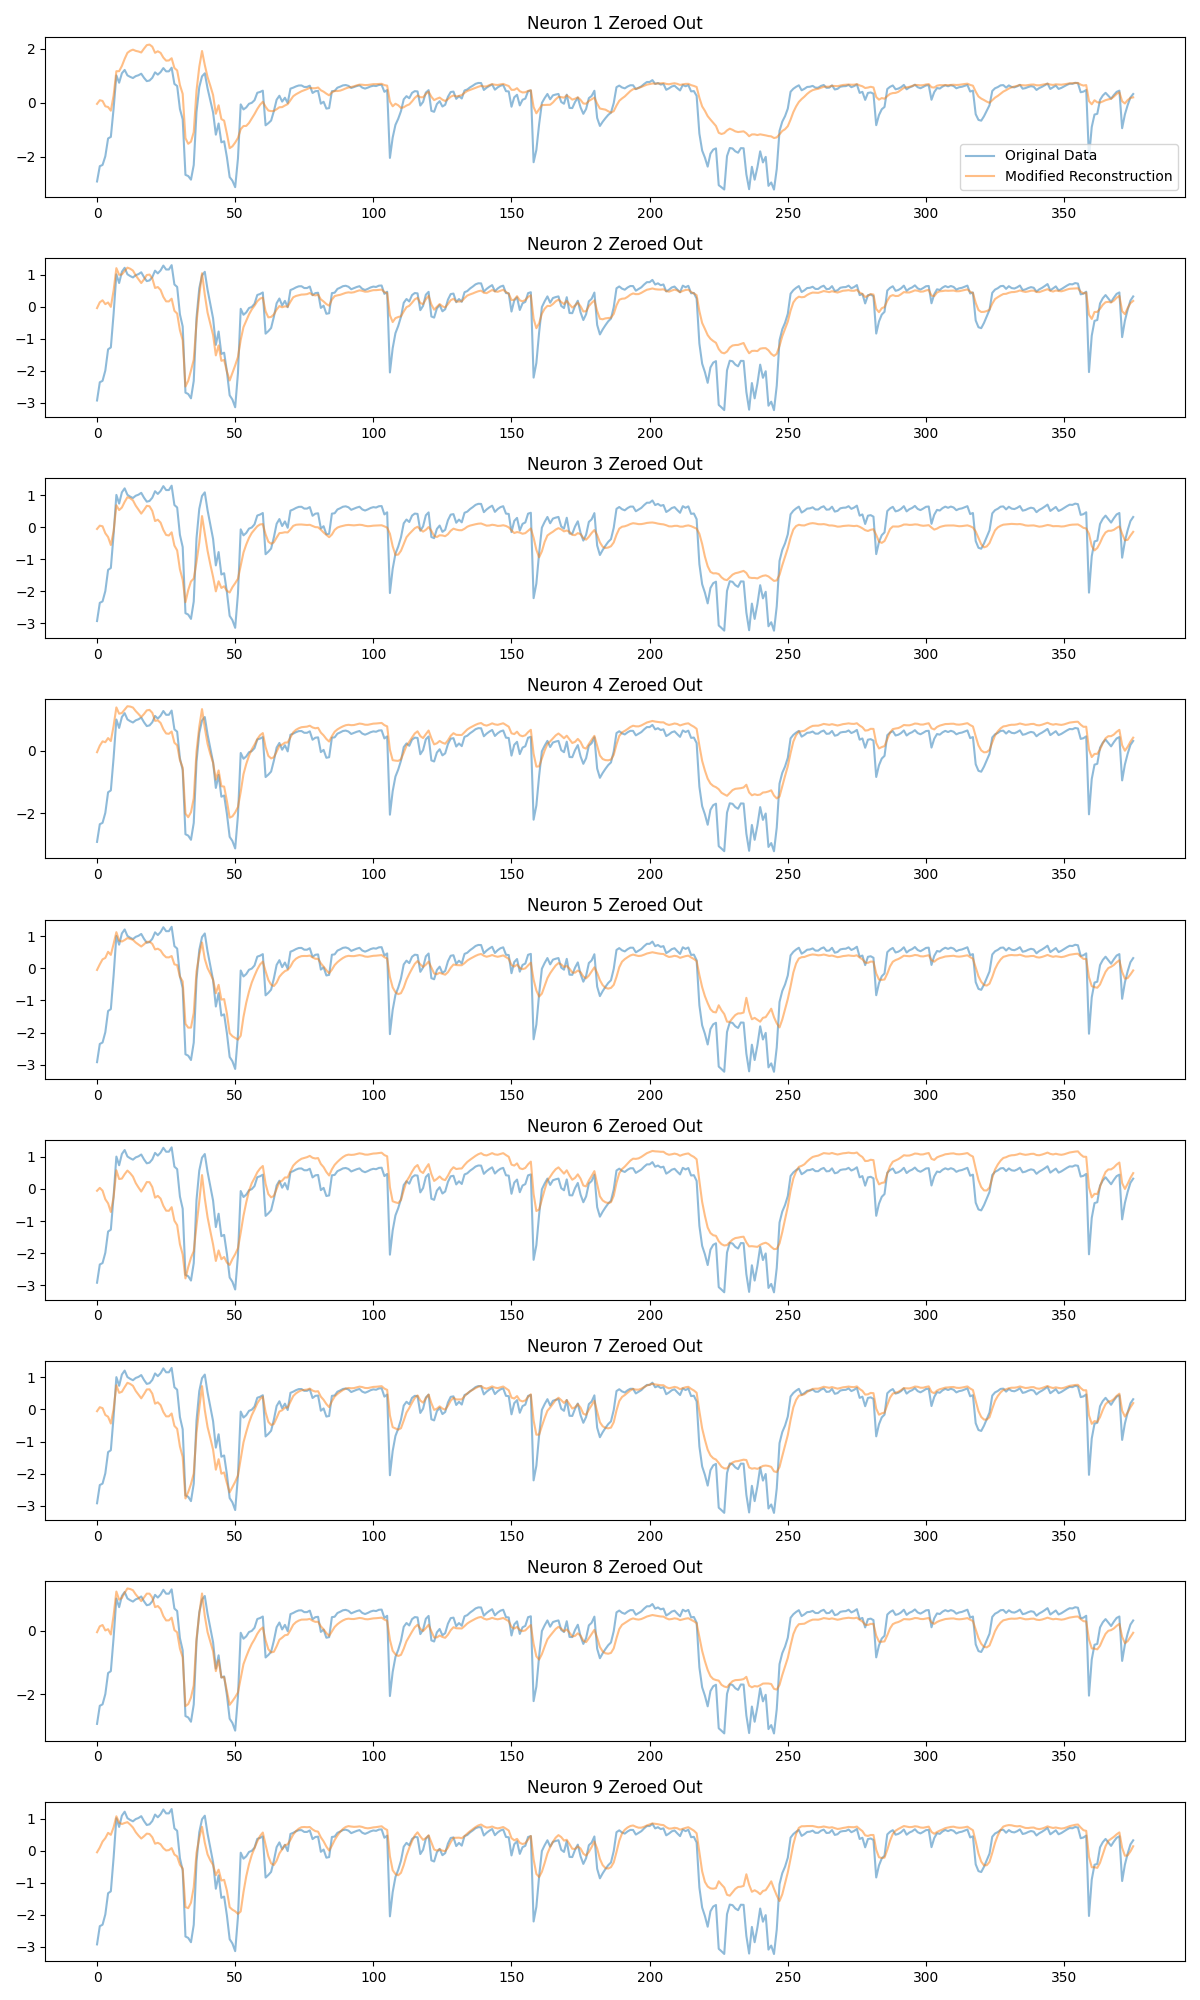 Neuron 1 Zeroed Out
2
0
−2
Original Data
Modified Reconstruction
0 50 100 150 200 250 300 350
Neuron 2 Zeroed Out
1
0
−1
−2
−3
0 50 100 150 200 250 300 350
Neuron 3 Zeroed Out
1
0
−1
−2
−3
0 50 100 150 200 250 300 350
Neuron 4 Zeroed Out
0
−2
0 50 100 150 200 250 300 350
Neuron 5 Zeroed Out
1
0
−1
−2
−3
0 50 100 150 200 250 300 350
Neuron 6 Zeroed Out
1
0
−1
−2
−3
0 50 100 150 200 250 300 350
Neuron 7 Zeroed Out
1
0
−1
−2
−3
0 50 100 150 200 250 300 350
Neuron 8 Zeroed Out
0
−2
0 50 100 150 200 250 300 350
Neuron 9 Zeroed Out
1
0
−1
−2
−3
0 50 100 150 200 250 300 350